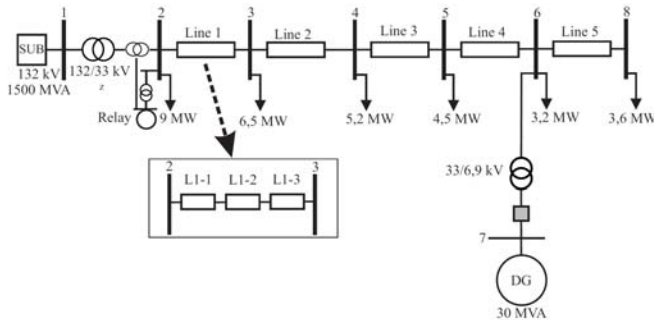 1 2 3 4 5 6 8
Line 1 Line 2 Line 3 Line 4 Line 5
SUB
132 kV
1500 MVA
132/33 kV
z
Relay
9 MW
6,5 MW
5,2 MW
4,5 MW
3,2 MW
3,6 MW
2 3
L1-1 L1-2 L1-3
33/6,9 kV
7
DG
30 MVA